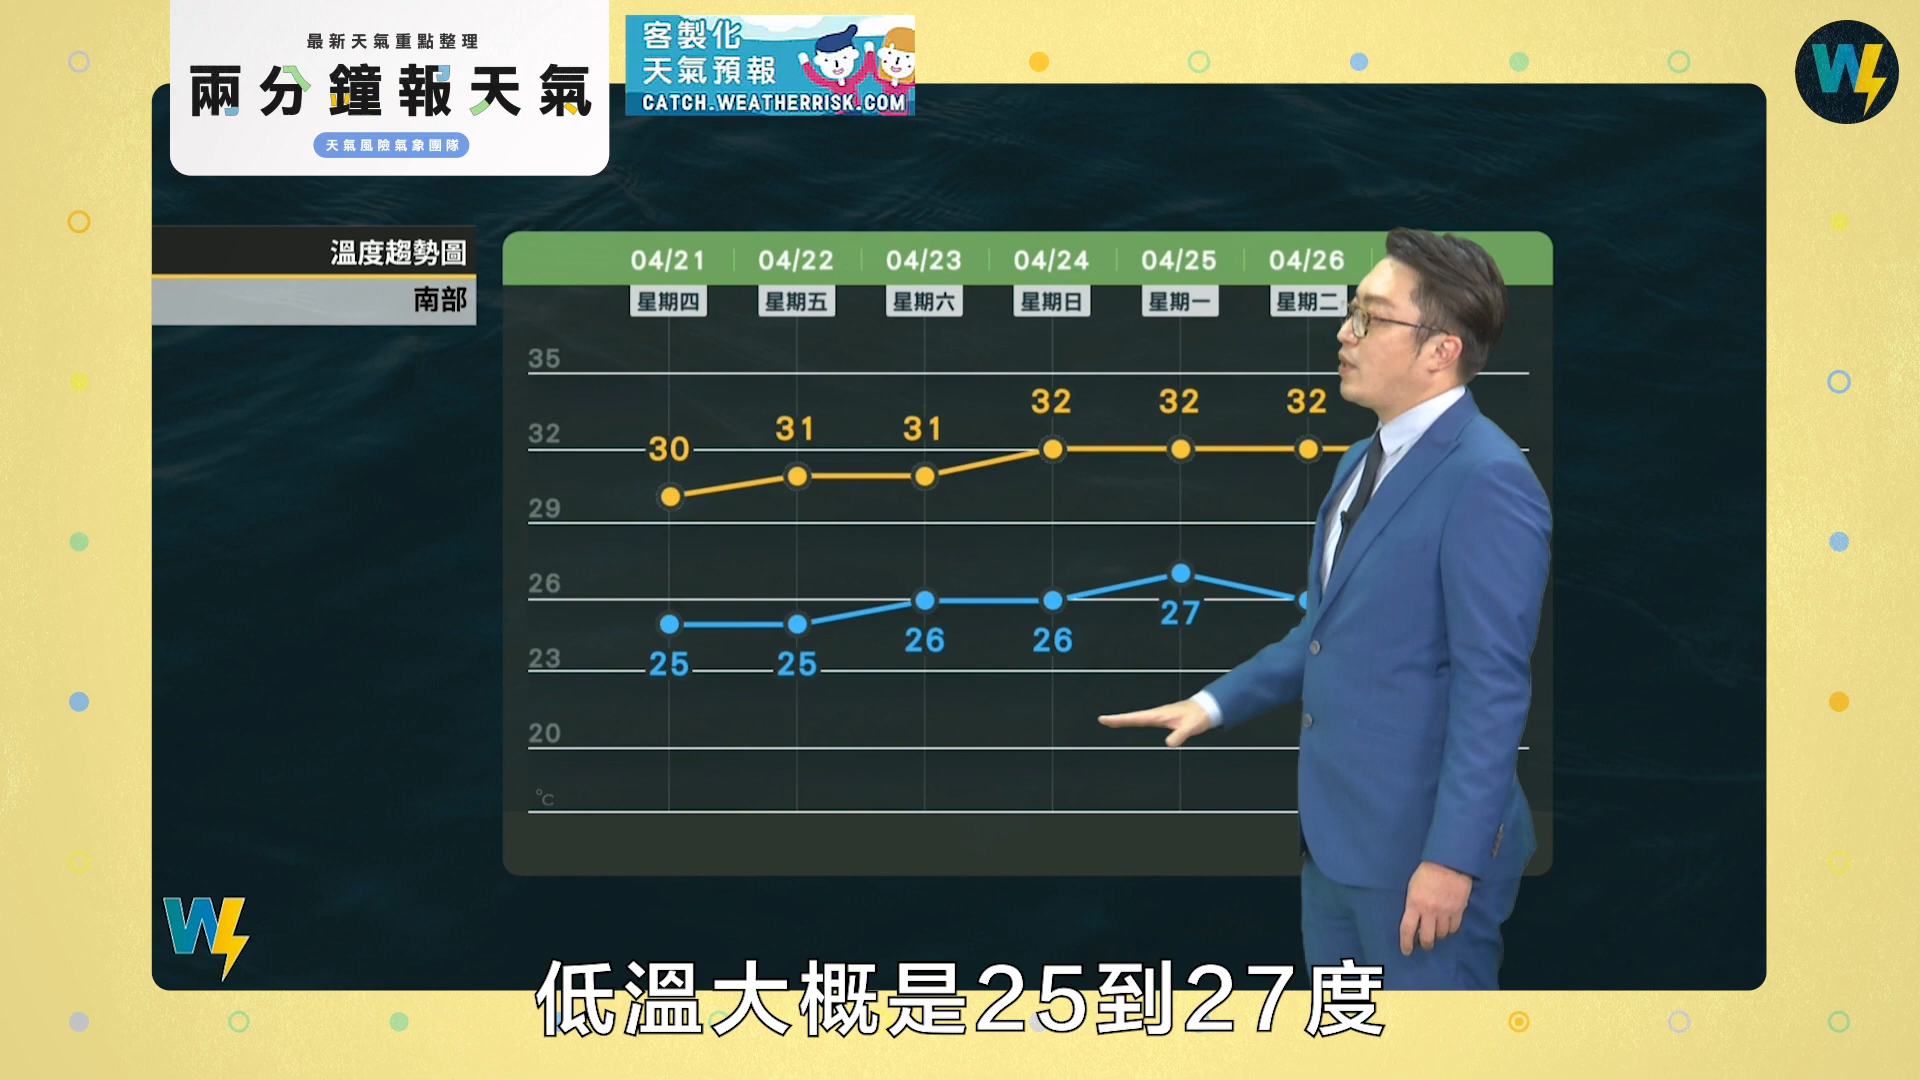 最新天氣重點整理
兩分鐘報天氣
天氣風險氣象團隊
客製化
天氣預報
CATCH.WEATHERRISK.COM
溫度趨勢圖
南部
04/21 04/22 04/23 04/24 04/25 04/26
星期四 星期五 星期六 星期日 星期一 星期二
35
32
29
26
23
20
°C
30 31 31 32 32 32
25 25 26 26 27
低溫大概是25到27度